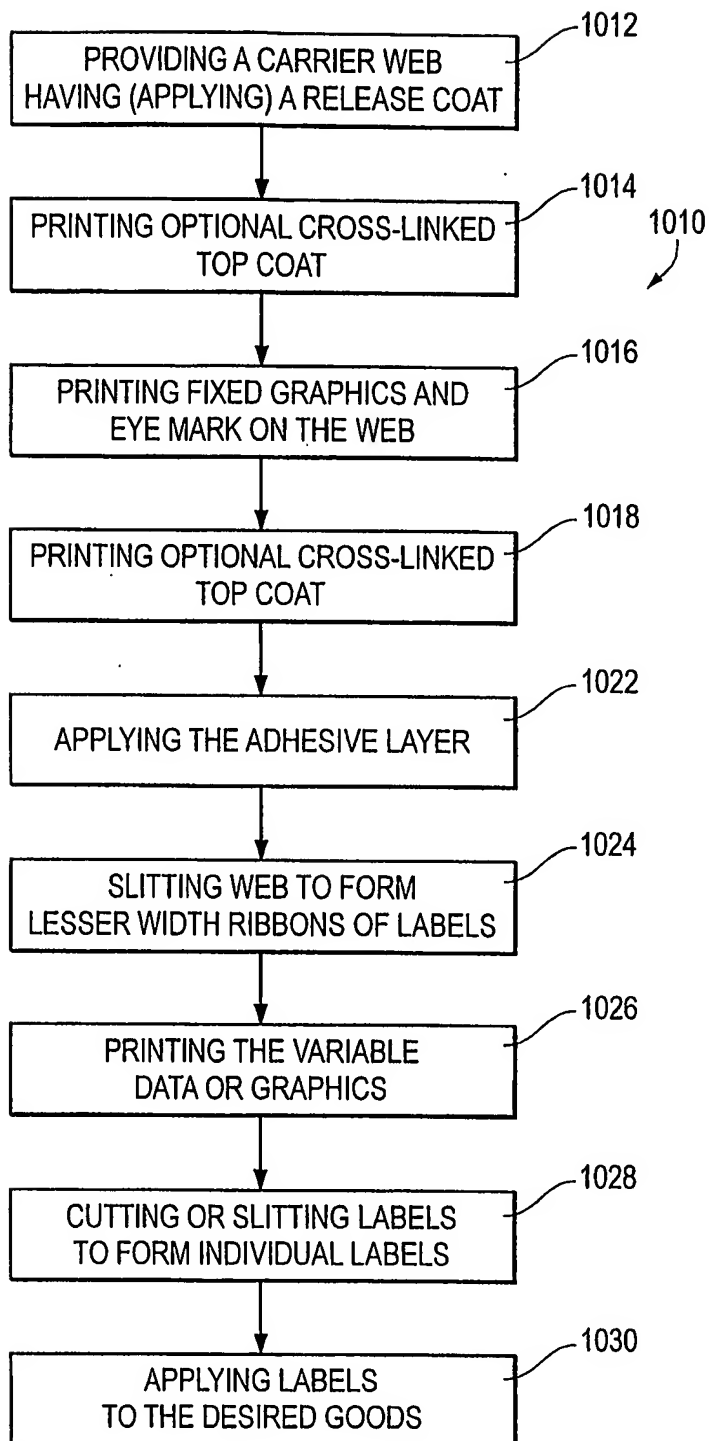 1012
PROVIDING A CARRIER WEB
HAVING (APPLYING) A RELEASE COAT
1014
PRINTING OPTIONAL CROSS-LINKED
TOP COAT
1010
1016
PRINTING FIXED GRAPHICS AND
EYE MARK ON THE WEB
1018
PRINTING OPTIONAL CROSS-LINKED
TOP COAT
1022
APPLYING THE ADHESIVE LAYER
1024
SLITTING WEB TO FORM
LESSER WIDTH RIBBONS OF LABELS
1026
PRINTING THE VARIABLE
DATA OR GRAPHICS
1028
CUTTING OR SLITTING LABELS
TO FORM INDIVIDUAL LABELS
1030
APPLYING LABELS
TO THE DESIRED GOODS